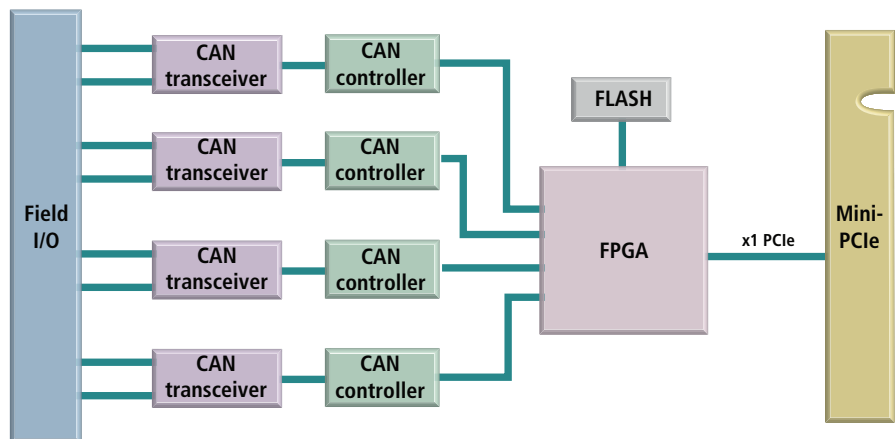 CAN
transceiver
CAN
controller
FLASH
CAN
transceiver
CAN
controller
Field
I/O
FPGA
x1 PCIe
Mini-
PCIe
CAN
transceiver
CAN
controller
CAN
transceiver
CAN
controller